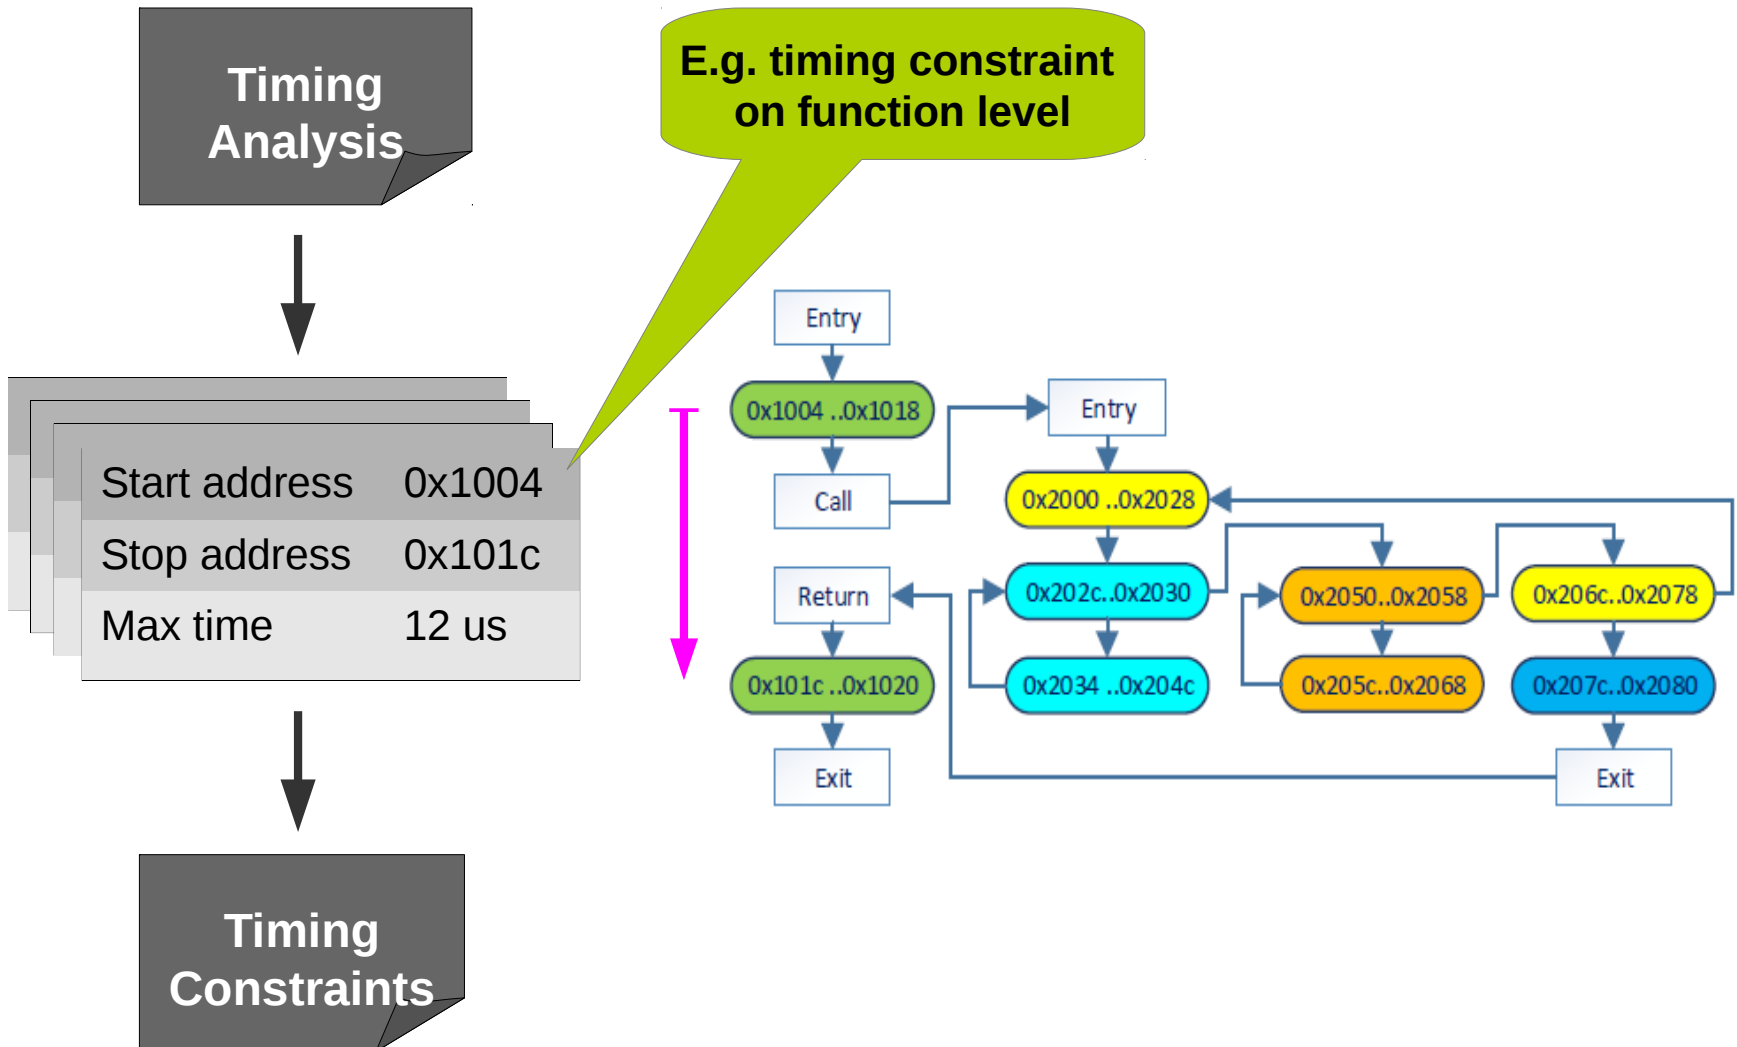 Timing
Analysis
E.g. timing constraint
on function level
Start address 0x1004
Stop address 0x101c
Max time 12 us
Timing
Constraints
Entry
0x1004 ..0x1018
Call
Return
0x101c ..0x1020
Exit
Entry
0x2000 ..0x2028
0x202c..0x2030
0x2034 ..0x204c
0x2050..0x2058
0x205c..0x2068
0x206c..0x2078
0x207c..0x2080
Exit